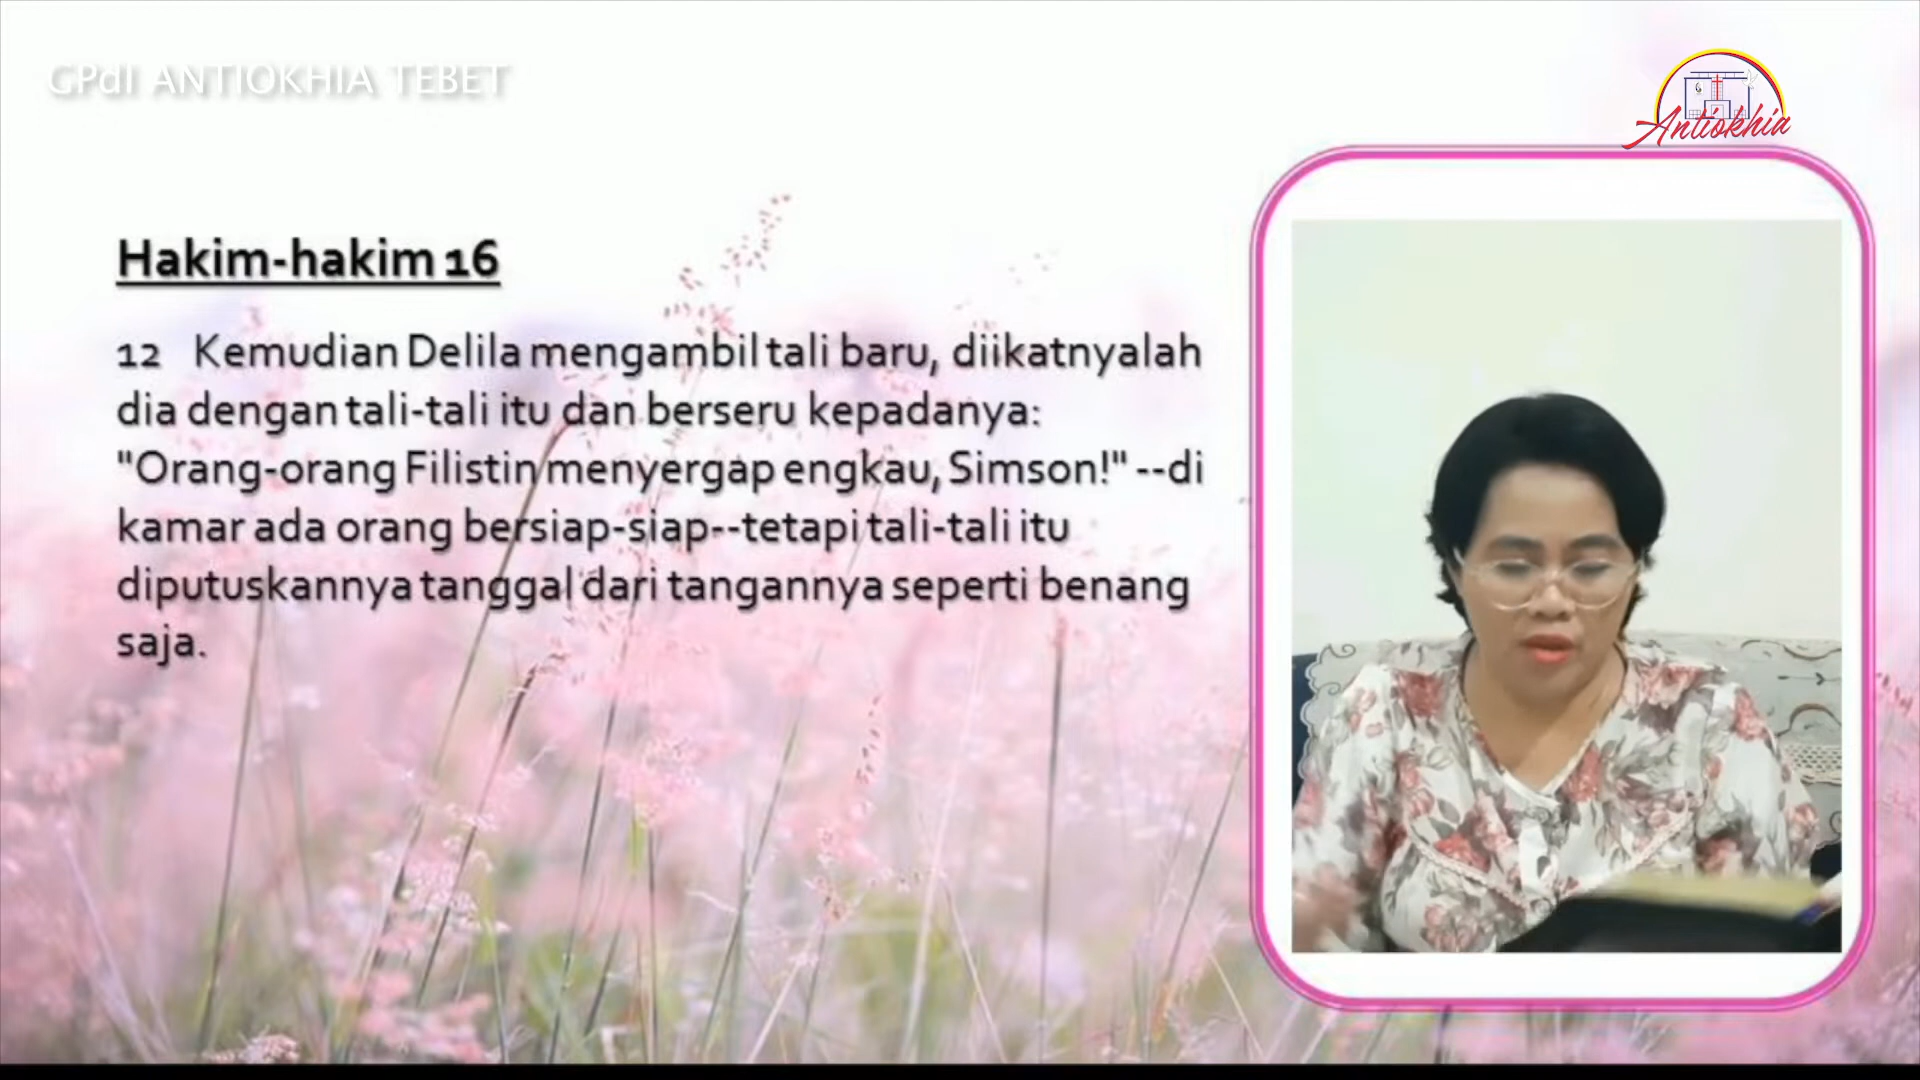 GPdI ANTIOKHIA TEBET
Antiokhia
Hakim-hakim 16
12 Kemudian Delila mengambil tali baru, diikatnyalah
dia dengan tali-tali itu dan berseru kepadanya:
"Orang-orang Filistin menyergap engkau, Simson!" --di
kamar ada orang bersiap-siap--tetapi tali-tali itu
diputuskannya tanggal dari tangannya seperti benang
saja.